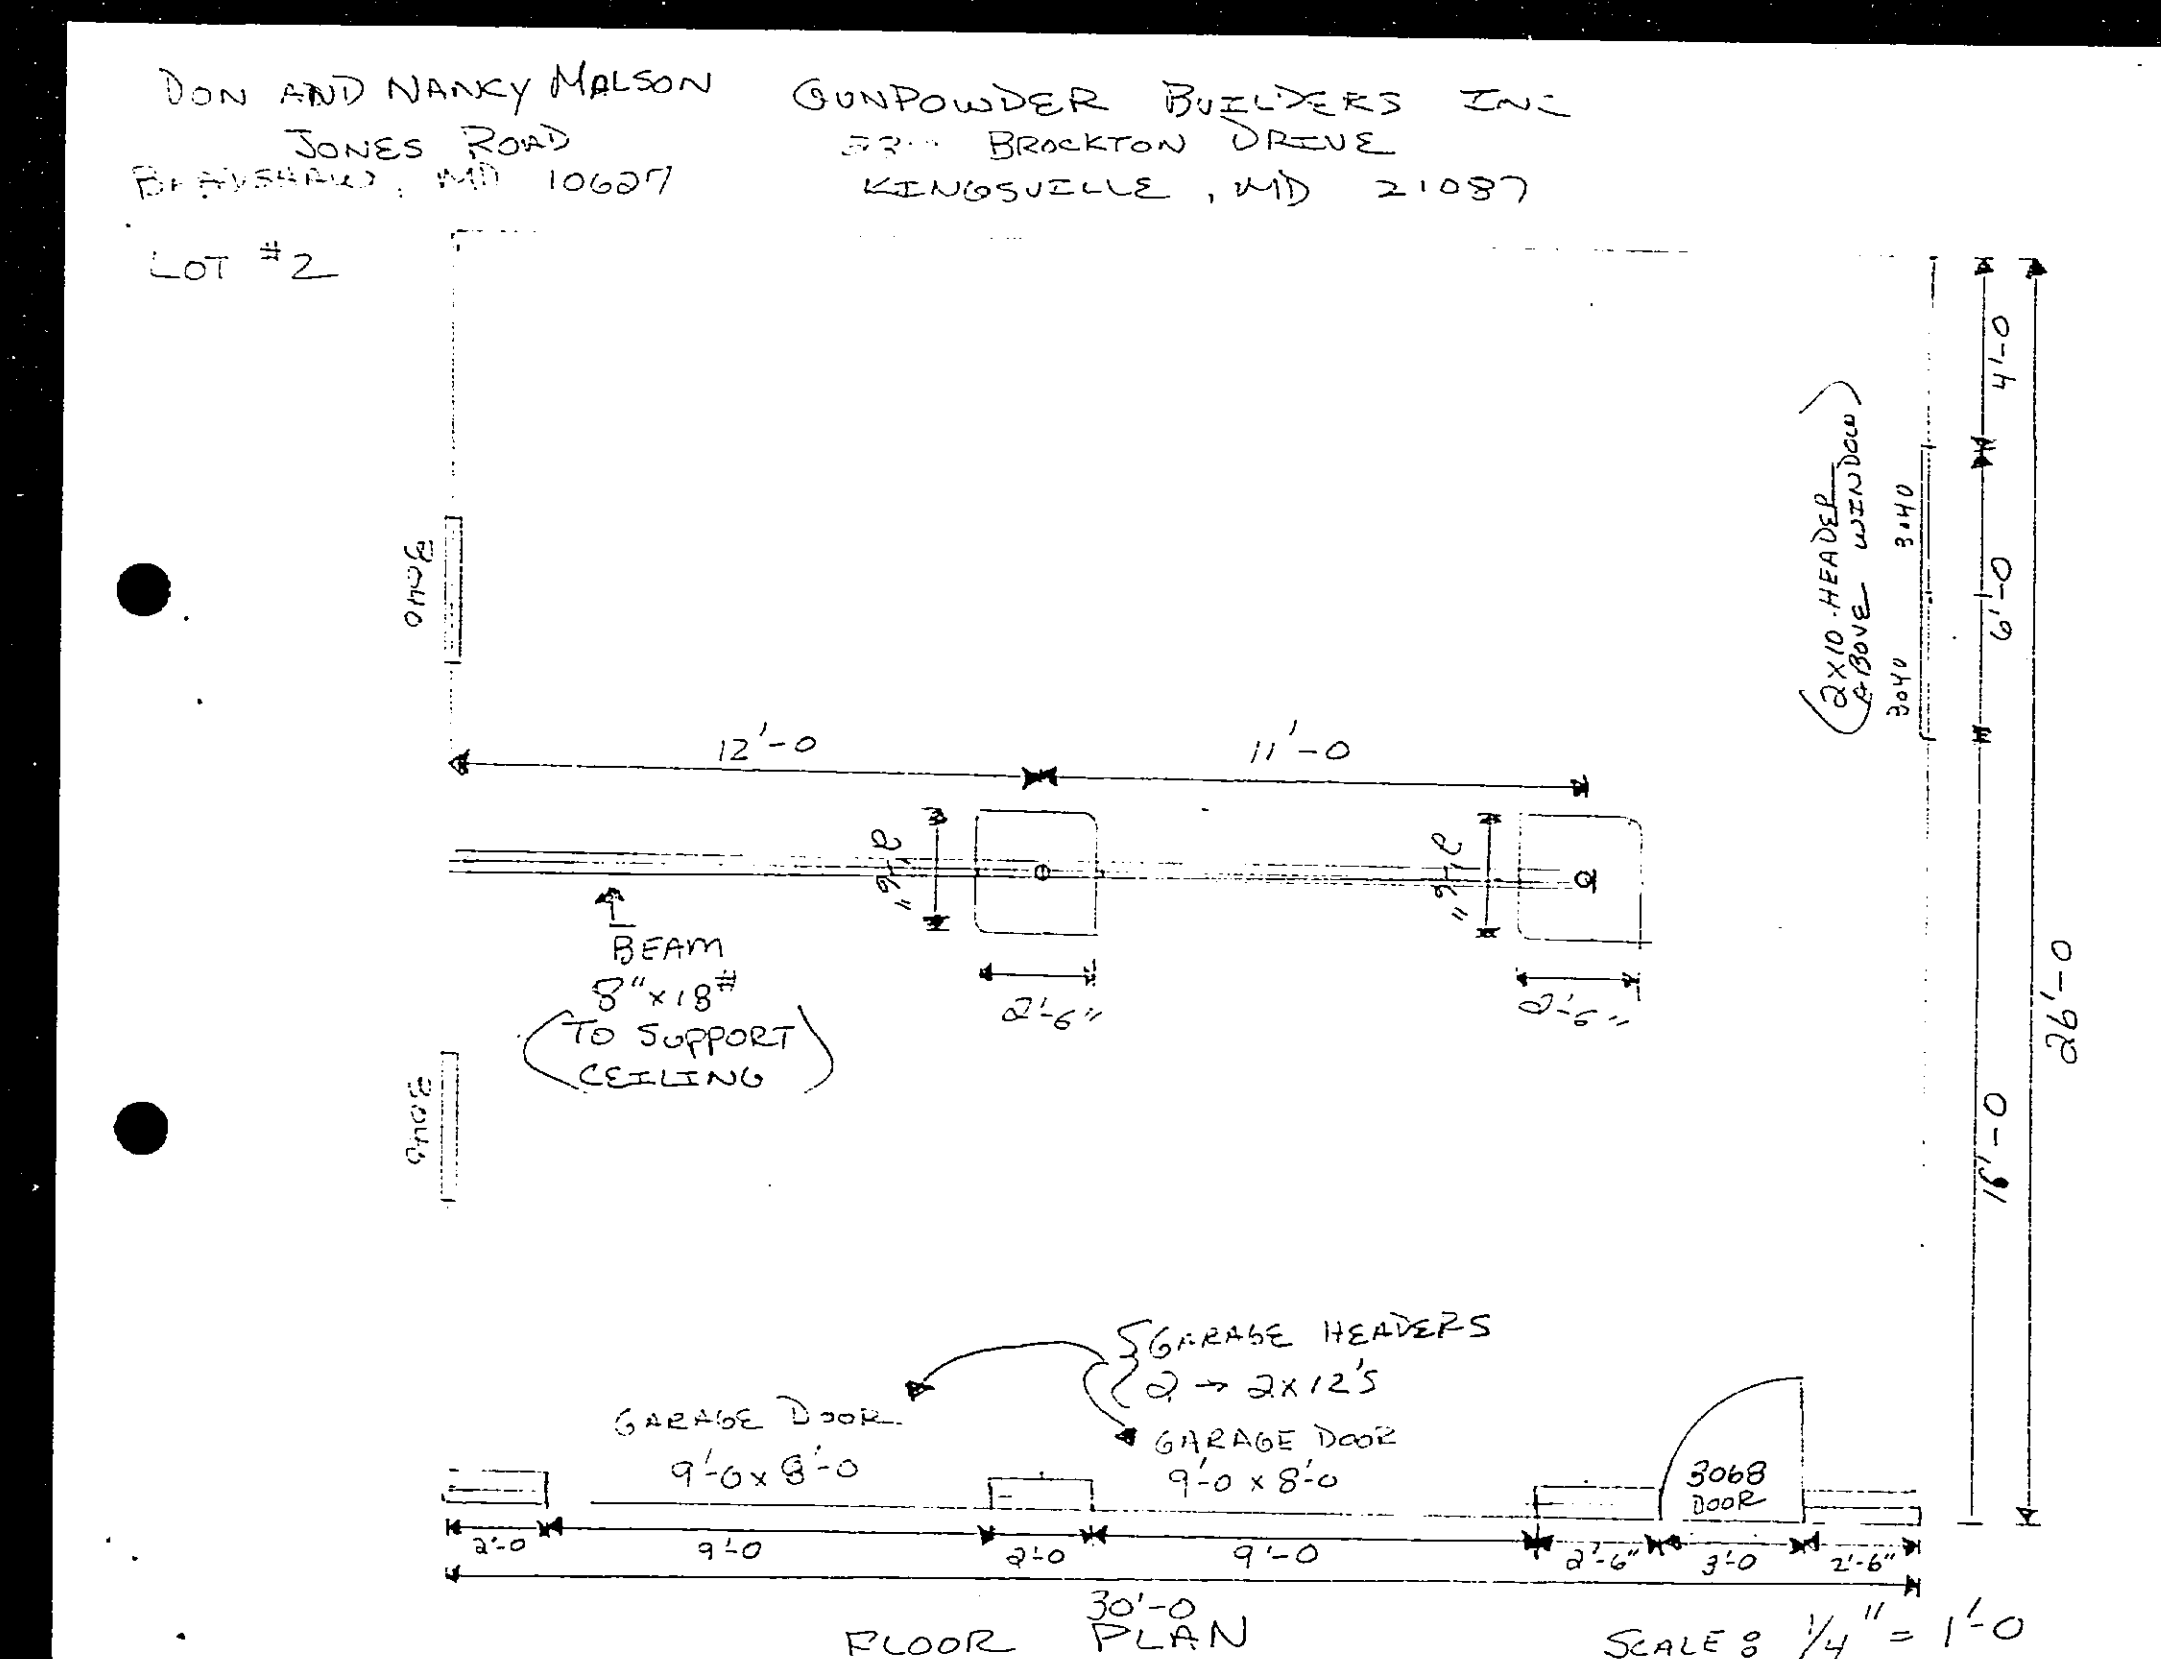 DON AND NANCY MALSON
JONES ROAD
MD 10627
GUNPOWDER BUILDERS INC
BROCKTON DRIVE
KINGSVILLE, MD 21087
LOT #2
3040
12'-0
11'-0
2'-6"
2'-6"
2'-6"
2'-6"
BEAM
8"x18#
(TO SUPPORT
CEILING)
3040
(2x10 HEADER
ABOVE WINDOW)
3040
3040
4'-0
6'-0
16'-0
26'-0
GARAGE HEADERS
2 → 2x12'S
GARAGE DOOR
9'-0 x 8'-0
GARAGE DOOR
9'-0 x 8'-0
3068
DOOR
2'-0
9'-0
2'-0
9'-0
2'-6"
3'-0
2'-6"
30'-0
FLOOR PLAN
SCALE: 1/4" = 1'-0